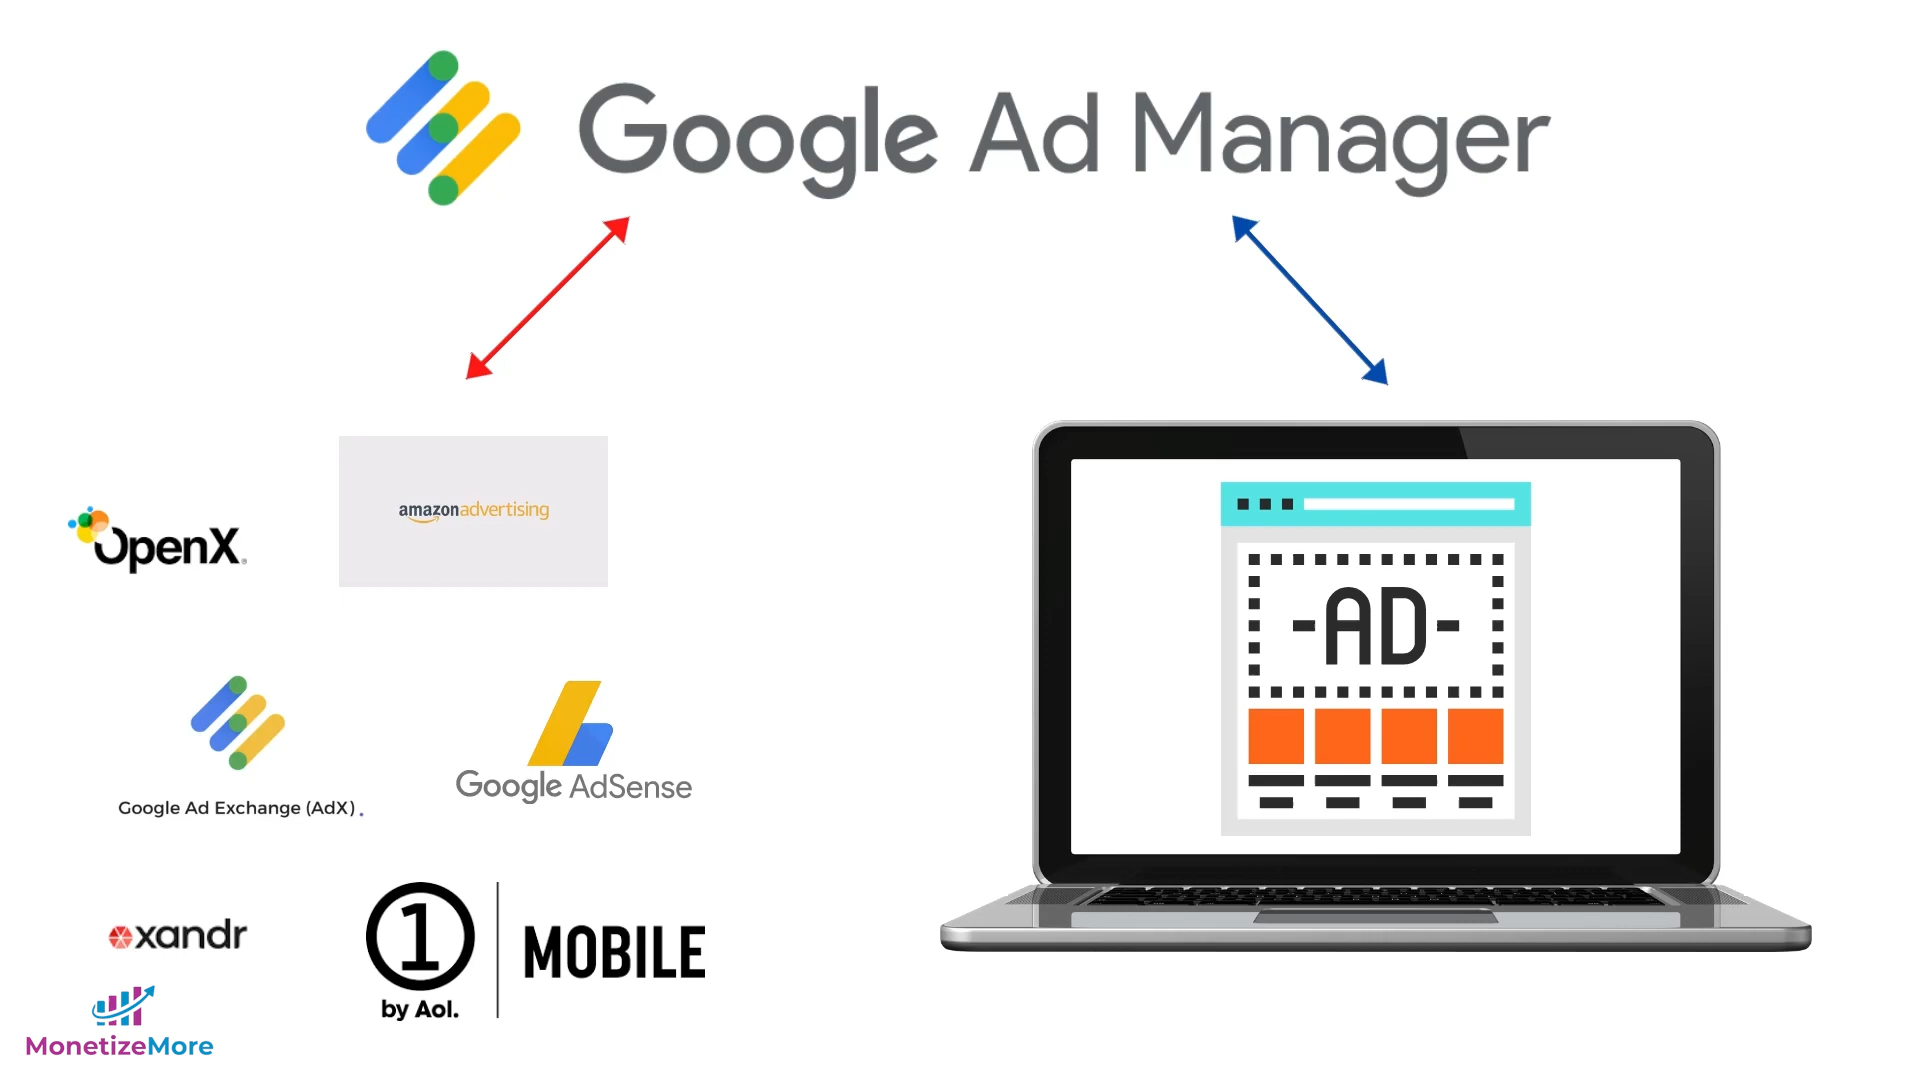 Google Ad Manager
amazonadvertising
OpenX
-AD-
Google Ad Exchange (AdX) .
Google AdSense
xandr
1
by Aol.
MOBILE
MonetizeMore